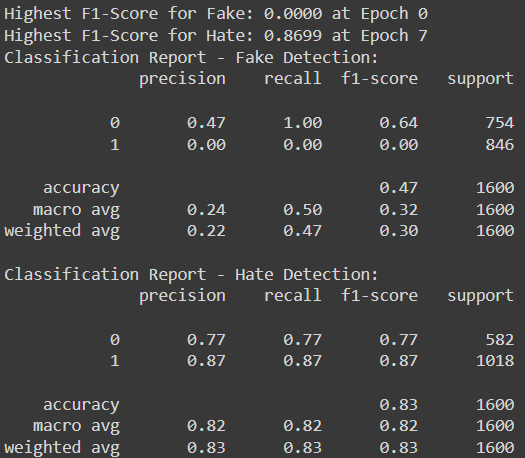 Highest F1-Score for Fake: 0.0000 at Epoch 0
Highest F1-Score for Hate: 0.8699 at Epoch 7
Classification Report - Fake Detection:
precision recall f1-score support
0 0.47 1.00 0.64 754
1 0.00 0.00 0.00 846
accuracy 0.47 1600
macro avg 0.24 0.50 0.32 1600
weighted avg 0.22 0.47 0.30 1600
Classification Report - Hate Detection:
precision recall f1-score support
0 0.77 0.77 0.77 582
1 0.87 0.87 0.87 1018
accuracy 0.83 1600
macro avg 0.82 0.82 0.82 1600
weighted avg 0.83 0.83 0.83 1600